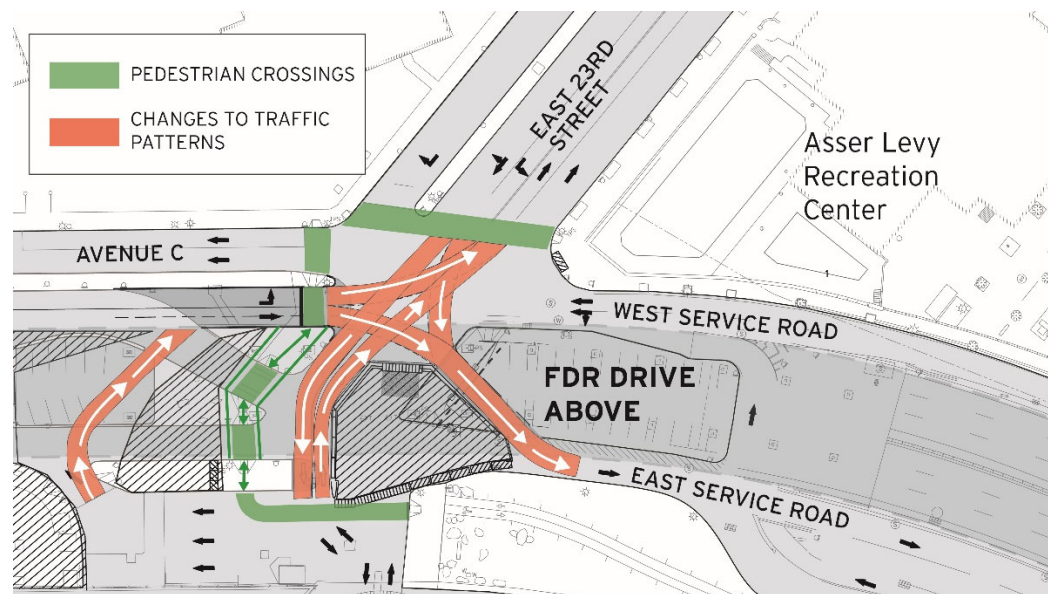 PEDESTRIAN CROSSINGS
CHANGES TO TRAFFIC
PATTERNS
EAST 23RD
STREET
Asser Levy
Recreation
Center
AVENUE C
WEST SERVICE ROAD
FDR DRIVE
ABOVE
EAST SERVICE ROAD